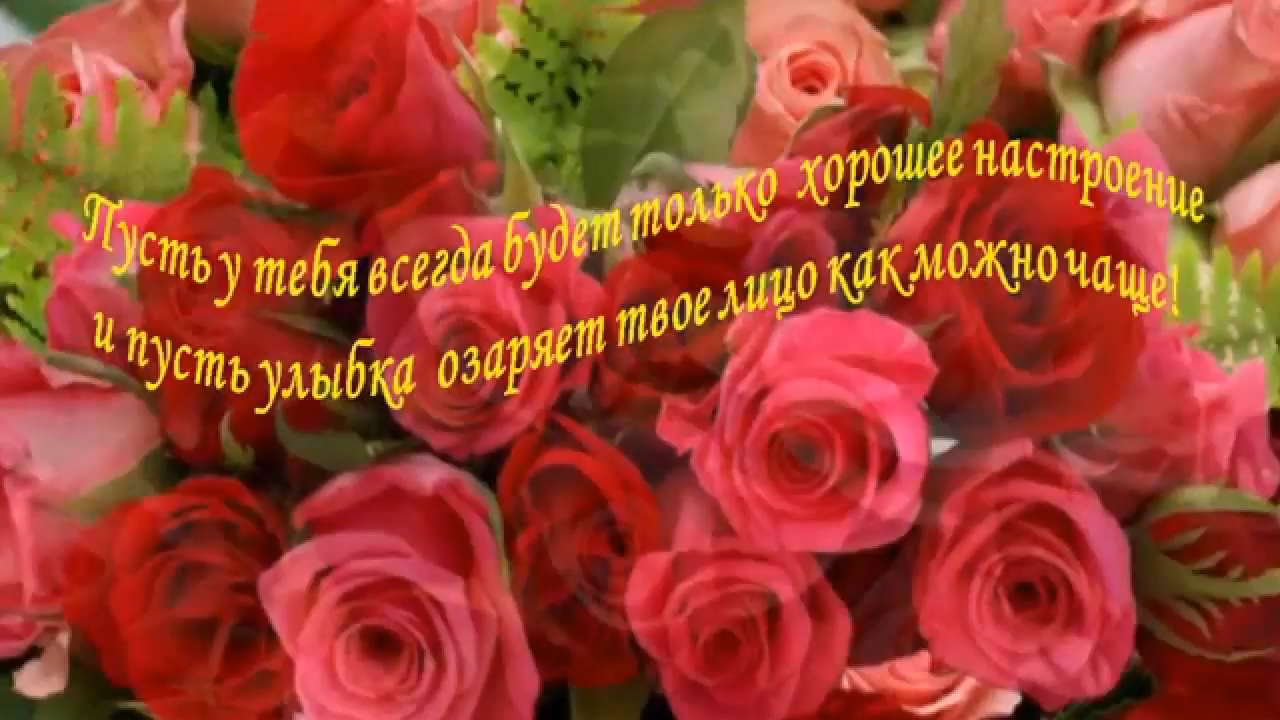 Пусть у тебя всегда будет только хорошее настроение
и пусть улыбка озаряет твое лицо как можно чаще!